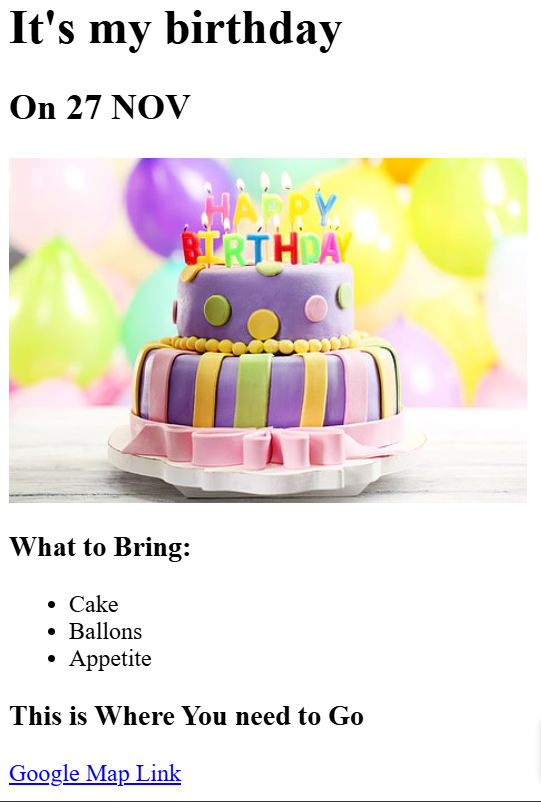 It's my birthday
On 27 NOV
HAPPY
BIRTHDAY
What to Bring:
Cake
Ballons
Appetite
This is Where You need to Go
Google Map Link